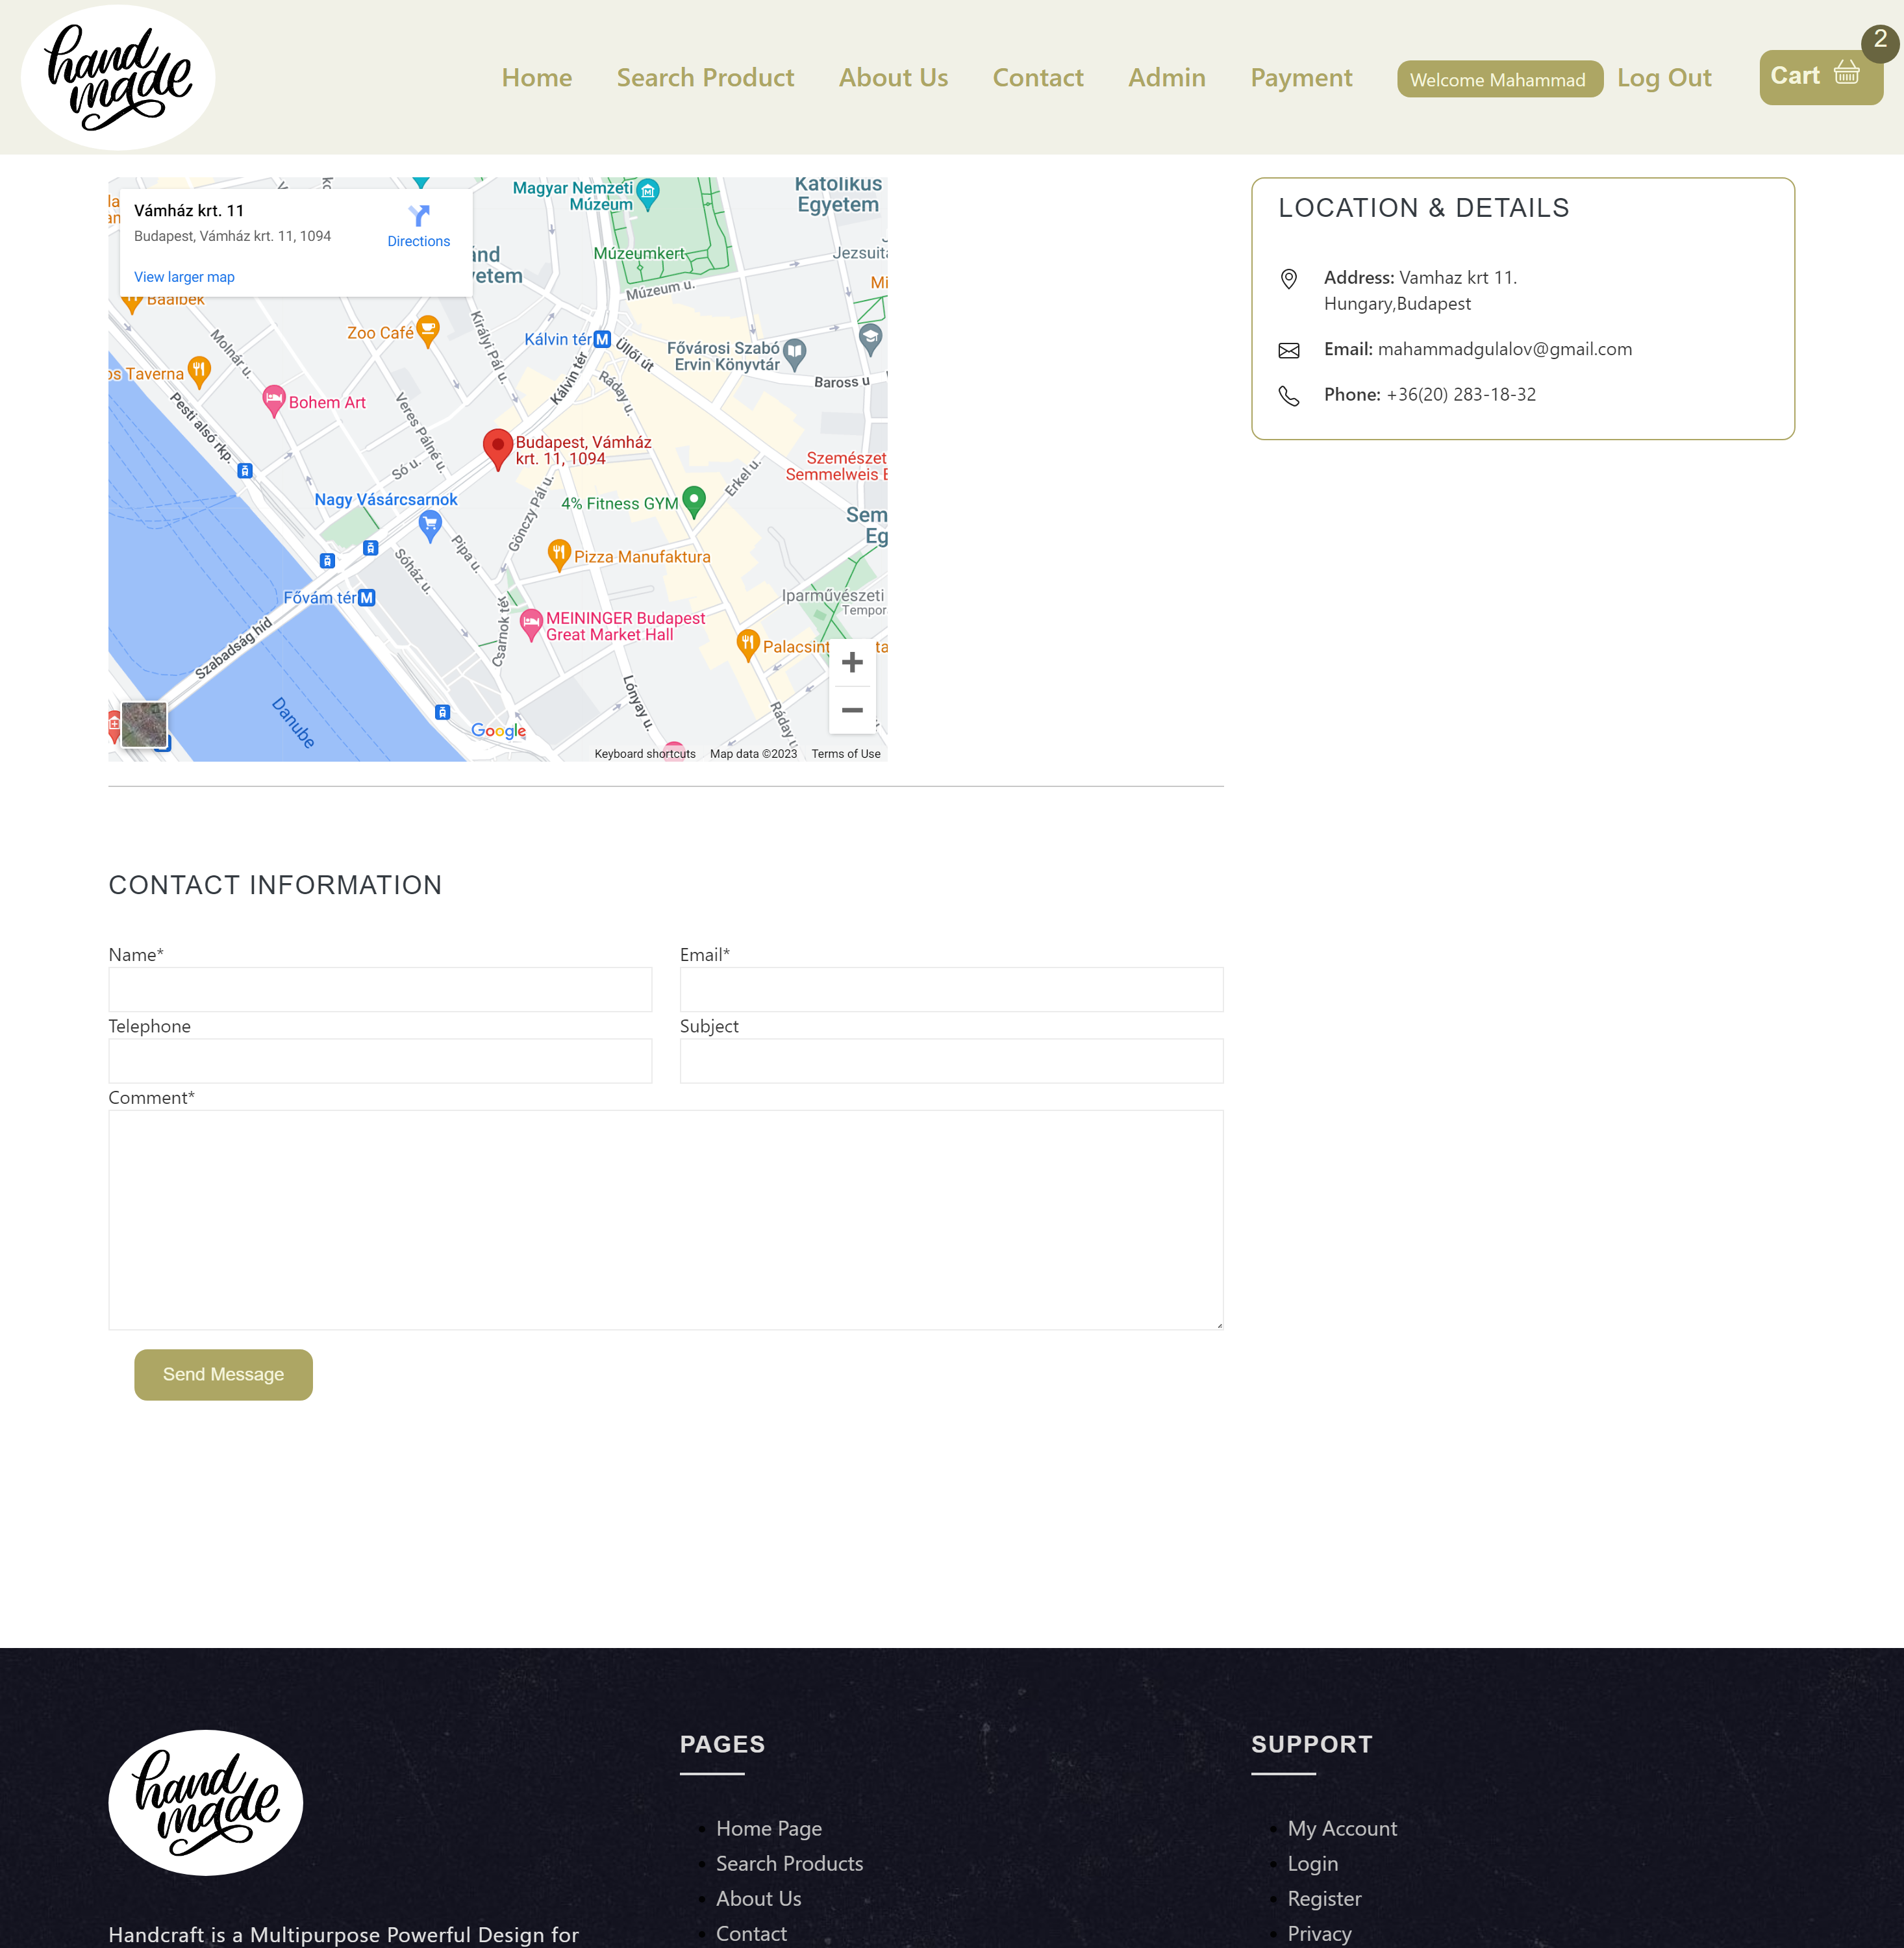 hand
made
Home
Search Product
About Us
Contact
Admin
Payment
Welcome Mahammad
Log Out
Cart
2
Vámház krt. 11
Budapest, Vámház krt. 11, 1094
Directions
View larger map
Magyar Nemzeti
Múzeum
Katolikus
Egyetem
Múzeumkert
Múzeum u.
Baalbek
Molnár u.
Zoo Café
Királyi Pál u.
Kálvin tér
M
Üllői út
Fővárosi Szabó
Ervin Könyvtár
Baross u
Taverna
Bohem Art
Kálvin tér
Ráday u.
Pesti alsó rkp.
Veres Pálné u.
Budapest, Vámház
krt. 11, 1094
Só u.
Erkel u.
Nagy Vásárcsarnok
Gönczy Pál u.
4% Fitness GYM
Pipa u.
Sóház u.
Pizza Manufaktura
Fővám tér
M
Iparművészeti
Csarnok tér
MEININGER Budapest
Great Market Hall
Szabadság híd
Lónyay u.
Ráday u
Danube
Google
Keyboard shortcuts
Map data ©2023
Terms of Use
LOCATION & DETAILS
Address: Vamhaz krt 11.
Hungary,Budapest
Email: mahammadgulalov@gmail.com
Phone: +36(20) 283-18-32
CONTACT INFORMATION
Name*
Email*
Telephone
Subject
Comment*
Send Message
hand
made
Handcraft is a Multipurpose Powerful Design for
PAGES
Home Page
Search Products
About Us
Contact
SUPPORT
My Account
Login
Register
Privacy